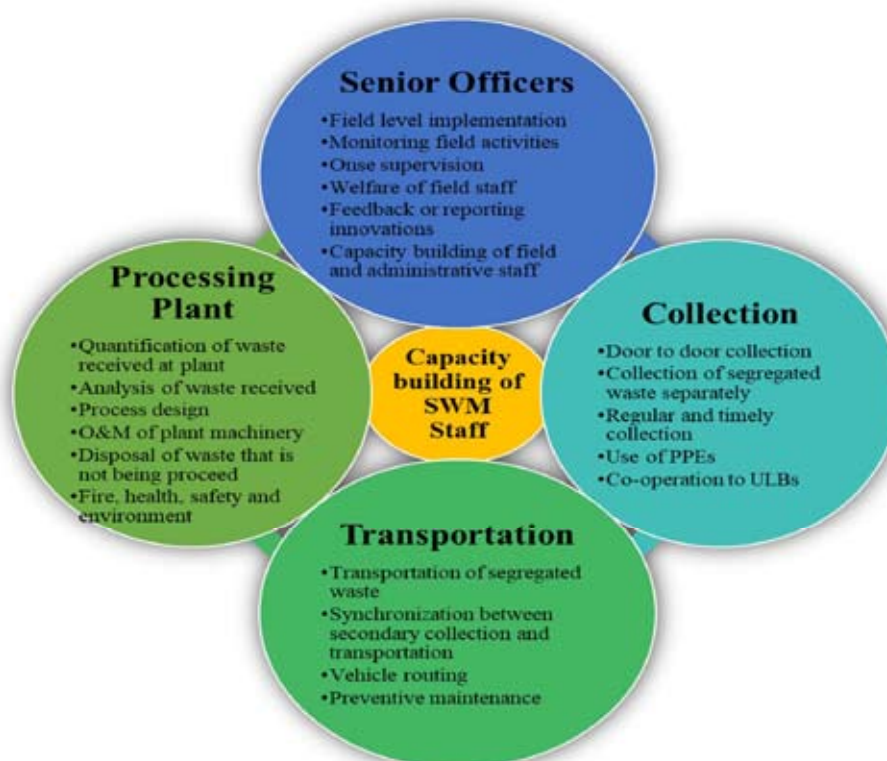 Senior Officers
•Field level implementation
•Monitoring field activities
•Onse supervision
•Welfare of field staff
•Feedback or reporting
innovations
•Capacity building of field
and administrative staff
Processing
Plant
•Quantification of waste
received at plant
•Analysis of waste received
•Process design
•O&M of plant machinery
•Disposal of waste that is
not being proceed
•Fire, health, safety and
environment
Capacity
building of
SWM
Staff
Collection
•Door to door collection
•Collection of segregated
waste separately
•Regular and timely
collection
•Use of PPEs
•Co-operation to ULBs
Transportation
•Transportation of segregated
waste
•Synchronization between
secondary collection and
transportation
•Vehicle routing
•Preventive maintenance